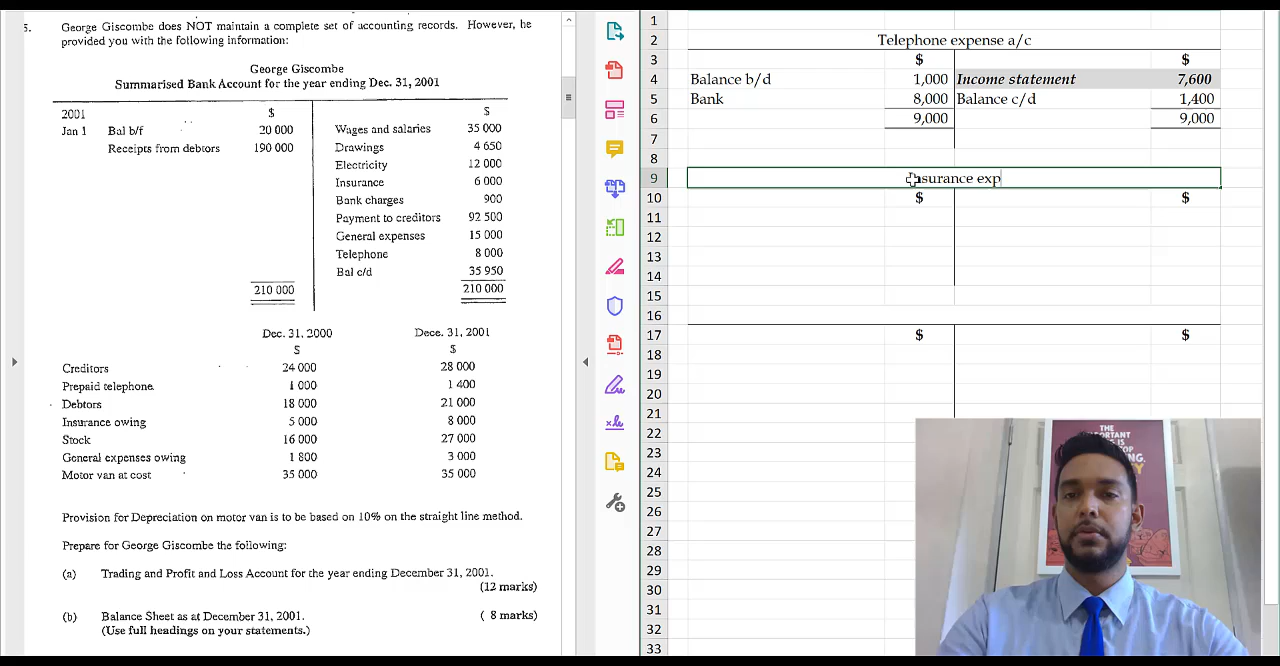 5. George Giscombe does NOT maintain a complete set of accounting records. However, he
provided you with the following information:
George Giscombe
Summarised Bank Account for the year ending Dec. 31, 2001
2001 $ $
Jan 1 Bal b/f 20 000 Wages and salaries 35 000
Receipts from debtors 190 000 Drawings 4 650
Electricity 12 000
Insurance 6 000
Bank charges 900
Payment to creditors 92 500
General expenses 15 000
Telephone 8 000
Bal c/d 35 950
210 000 210 000
Dec. 31, 2000 Dece. 31, 2001
$ $
Creditors 24 000 28 000
Prepaid telephone 1 000 1 400
Debtors 18 000 21 000
Insurance owing 5 000 8 000
Stock 16 000 27 000
General expenses owing 1 800 3 000
Motor van at cost 35 000 35 000
Provision for Depreciation on motor van is to be based on 10% on the straight line method.
Prepare for George Giscombe the following:
(a) Trading and Profit and Loss Account for the year ending December 31, 2001.
(12 marks)
(b) Balance Sheet as at December 31, 2001. ( 8 marks)
(Use full headings on your statements.)
1
2 Telephone expense a/c
3 $ $
4 Balance b/d 1,000 Income statement 7,600
5 Bank 8,000 Balance c/d 1,400
6 9,000 9,000
7
8
9 Insurance exp
10 $ $
11
12
13
14
15
16
17 $ $
18
19
20
21
22
23
24
25
26
27
28
29
30
31
32
33
THE